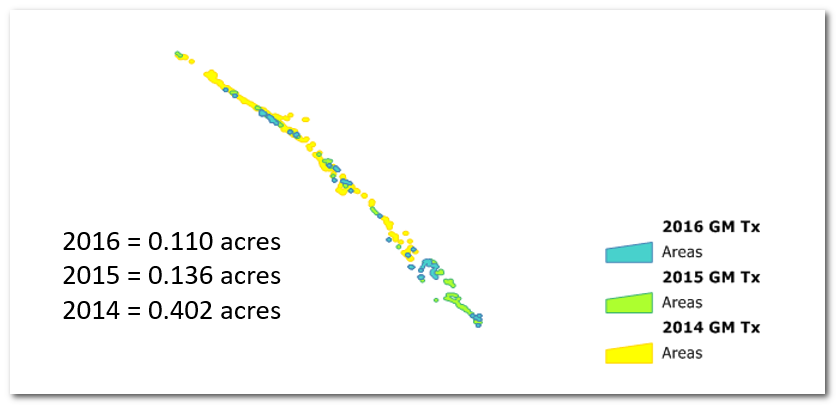 2016 = 0.110 acres
2015 = 0.136 acres
2014 = 0.402 acres
2016 GM Tx
Areas
2015 GM Tx
Areas
2014 GM Tx
Areas